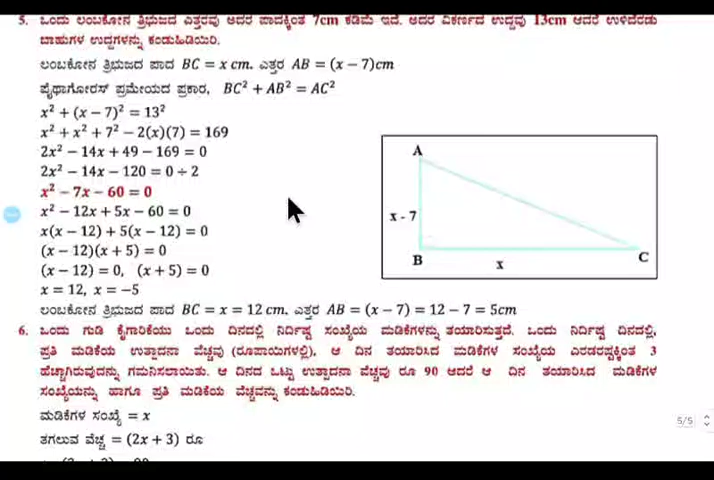 5. ಒಂದು ಲಂಬಕೋನ ತ್ರಿಭುಜದ ಎತ್ತರವು ಅದರ ಪಾದಕ್ಕಿಂತ 7cm ಕಡಿಮೆ ಇದೆ. ಅದರ ವಿಕರ್ಣದ ಉದ್ದವು 13cm ಆದರೆ ಉಳಿದೆರಡು
ಬಾಹುಗಳ ಉದ್ದಗಳನ್ನು ಕಂಡುಹಿಡಿಯಿರಿ.
ಲಂಬಕೋನ ತ್ರಿಭುಜದ ಪಾದ BC = x cm. ಎತ್ತರ AB = (x − 7)cm
ಪೈಥಾಗೋರಸ್ ಪ್ರಮೇಯದ ಪ್ರಕಾರ, BC² + AB² = AC²
x² + (x − 7)² = 13²
x² + x² + 7² − 2(x)(7) = 169
2x² − 14x + 49 − 169 = 0
2x² − 14x − 120 = 0 ÷ 2
x² − 7x − 60 = 0
x² − 12x + 5x − 60 = 0
x(x − 12) + 5(x − 12) = 0
(x − 12)(x + 5) = 0
(x − 12) = 0, (x + 5) = 0
x = 12, x = −5
A
x - 7
B
x
C
ಲಂಬಕೋನ ತ್ರಿಭುಜದ ಪಾದ BC = x = 12 cm. ಎತ್ತರ AB = (x − 7) = 12 − 7 = 5cm
6. ಒಂದು ಗುಡಿ ಕೈಗಾರಿಕೆಯು ಒಂದು ದಿನದಲ್ಲಿ ನಿರ್ದಿಷ್ಟ ಸಂಖ್ಯೆಯ ಮಡಿಕೆಗಳನ್ನು ತಯಾರಿಸುತ್ತದೆ. ಒಂದು ನಿರ್ದಿಷ್ಟ ದಿನದಲ್ಲಿ,
ಪ್ರತಿ ಮಡಿಕೆಯ ಉತ್ಪಾದನಾ ವೆಚ್ಚವು (ರೂಪಾಯಿಗಳಲ್ಲಿ), ಆ ದಿನ ತಯಾರಿಸಿದ ಮಡಿಕೆಗಳ ಸಂಖ್ಯೆಯ ಎರಡರಷ್ಟಕ್ಕಿಂತ 3
ಹೆಚ್ಚಾಗಿರುವುದನ್ನು ಗಮನಿಸಲಾಯಿತು. ಆ ದಿನದ ಒಟ್ಟು ಉತ್ಪಾದನಾ ವೆಚ್ಚವು ರೂ 90 ಆದರೆ ಆ ದಿನ ತಯಾರಿಸಿದ ಮಡಿಕೆಗಳ
ಸಂಖ್ಯೆಯನ್ನು ಹಾಗೂ ಪ್ರತಿ ಮಡಿಕೆಯ ವೆಚ್ಚವನ್ನು ಕಂಡುಹಿಡಿಯಿರಿ.
ಮಡಿಕೆಗಳ ಸಂಖ್ಯೆ = x
5/5
ತಗಲುವ ವೆಚ್ಚ = (2x + 3) ರೂ